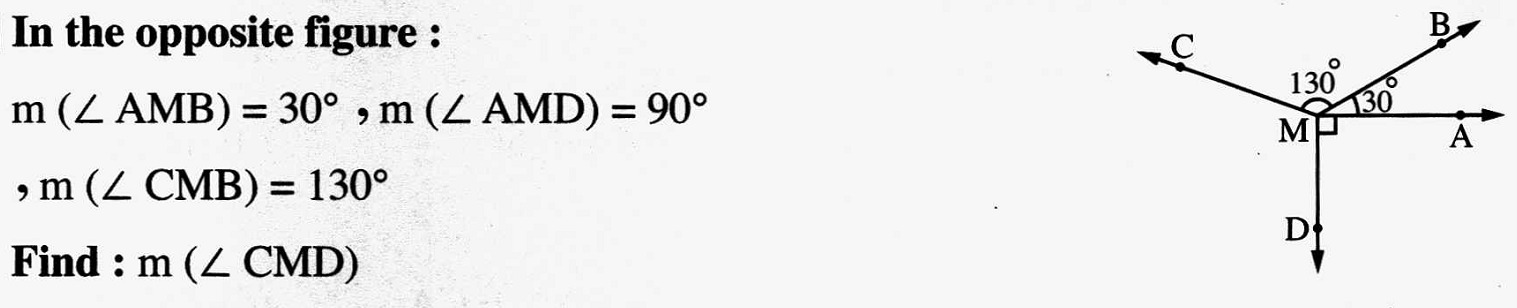 In the opposite figure :
m (∠ AMB) = 30° , m (∠ AMD) = 90°
, m (∠ CMB) = 130°
Find : m (∠ CMD)
B
C
130°
30°
M
A
D